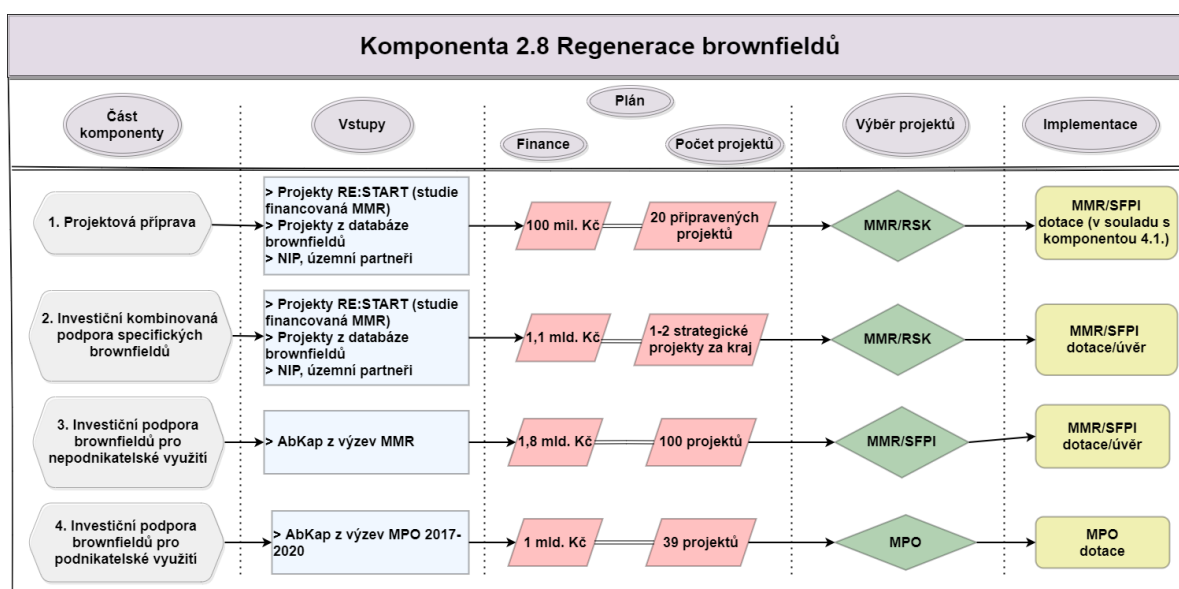 Komponenta 2.8 Regenerace brownfieldů
Část
komponenty
Vstupy
Plán
Finance
Počet projektů
Výběr projektů
Implementace
1. Projektová příprava
> Projekty RE:START (studie
financovaná MMR)
> Projekty z databáze
brownfieldů
> NIP, územní partneři
100 mil. Kč
20 připravených
projektů
MMR/RSK
MMR/SFPI
dotace (v souladu s
komponentou 4.1.)
2. Investiční kombinovaná
podpora specifických
brownfieldů
> Projekty RE:START (studie
financovaná MMR)
> Projekty z databáze
brownfieldů
> NIP, územní partneři
1,1 mld. Kč
1-2 strategické
projekty za kraj
MMR/RSK
MMR/SFPI
dotace/úvěr
3. Investiční podpora
brownfieldů pro
nepodnikatelské využití
> AbKap z výzev MMR
1,8 mld. Kč
100 projektů
MMR/SFPI
MMR/SFPI
dotace/úvěr
4. Investiční podpora
brownfieldů pro
podnikatelské využití
> AbKap z výzev MPO 2017-
2020
1 mld. Kč
39 projektů
MPO
MPO
dotace